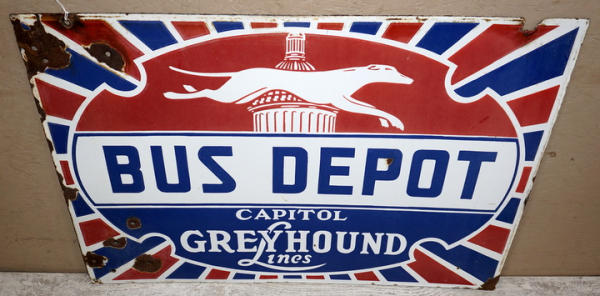 BUS DEPOT
CAPITOL
GREYHOUND
Lines